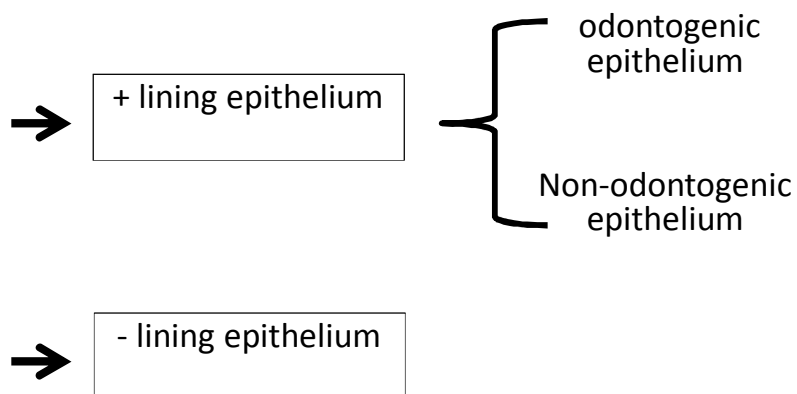 odontogenic
epithelium
+ lining epithelium
Non-odontogenic
epithelium
- lining epithelium